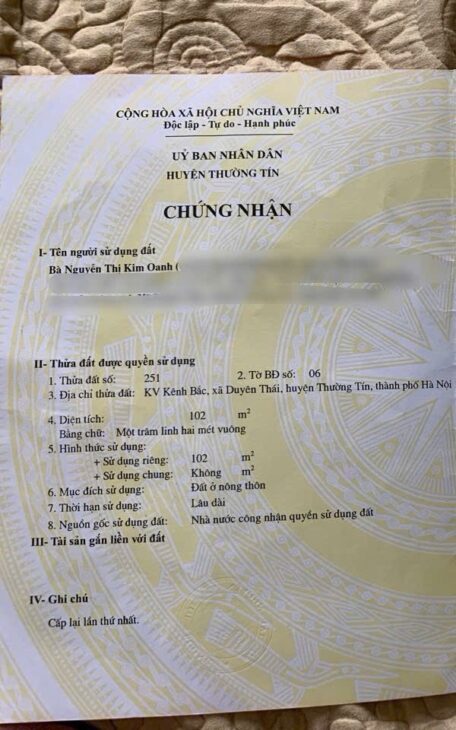 CỘNG HÒA XÃ HỘI CHỦ NGHĨA VIỆT NAM
Độc lập - Tự do - Hạnh phúc
UỶ BAN NHÂN DÂN
HUYỆN THƯỜNG TÍN
CHỨNG NHẬN
I- Tên người sử dụng đất
Bà Nguyễn Thị Kim Oanh (
II- Thửa đất được quyền sử dụng
1. Thửa đất số: 251 2. Tờ BĐ số: 06
3. Địa chỉ thửa đất: KV Kênh Bắc, xã Duyên Thái, huyện Thường Tín, thành phố Hà Nội
4. Diện tích: 102 m²
Bằng chữ: Một trăm linh hai mét vuông
5. Hình thức sử dụng:
+ Sử dụng riêng: 102 m²
+ Sử dụng chung: Không m²
6. Mục đích sử dụng: Đất ở nông thôn
7. Thời hạn sử dụng: Lâu dài
8. Nguồn gốc sử dụng đất: Nhà nước công nhận quyền sử dụng đất
III- Tài sản gắn liền với đất
IV- Ghi chú
Cấp lại lần thứ nhất.